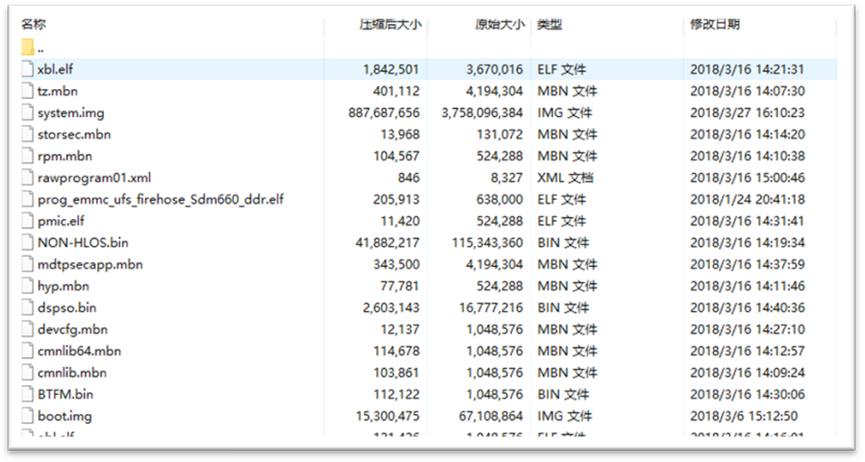 名称 压缩后大小 原始大小 类型 修改日期
..
xbl.elf 1,842,501 3,670,016 ELF 文件 2018/3/16 14:21:31
tz.mbn 401,112 4,194,304 MBN 文件 2018/3/16 14:07:30
system.img 887,687,656 3,758,096,384 IMG 文件 2018/3/27 16:10:23
storsec.mbn 13,968 131,072 MBN 文件 2018/3/16 14:14:20
rpm.mbn 104,567 524,288 MBN 文件 2018/3/16 14:10:38
rawprogram01.xml 846 8,327 XML 文档 2018/3/16 15:00:46
prog_emmc_ufs_firehose_Sdm660_ddr.elf 205,913 638,000 ELF 文件 2018/1/24 20:41:18
pmic.elf 11,420 524,288 ELF 文件 2018/3/16 14:31:41
NON-HLOS.bin 41,882,217 115,343,360 BIN 文件 2018/3/16 14:19:34
mdtpsecapp.mbn 343,500 4,194,304 MBN 文件 2018/3/16 14:37:59
hyp.mbn 77,781 524,288 MBN 文件 2018/3/16 14:11:46
dspso.bin 2,603,143 16,777,216 BIN 文件 2018/3/16 14:40:36
devcfg.mbn 12,137 1,048,576 MBN 文件 2018/3/16 14:27:10
cmnlib64.mbn 114,678 1,048,576 MBN 文件 2018/3/16 14:12:57
cmnlib.mbn 103,861 1,048,576 MBN 文件 2018/3/16 14:09:24
BTFM.bin 112,122 1,048,576 BIN 文件 2018/3/16 14:30:06
boot.img 15,300,475 67,108,864 IMG 文件 2018/3/6 15:12:50